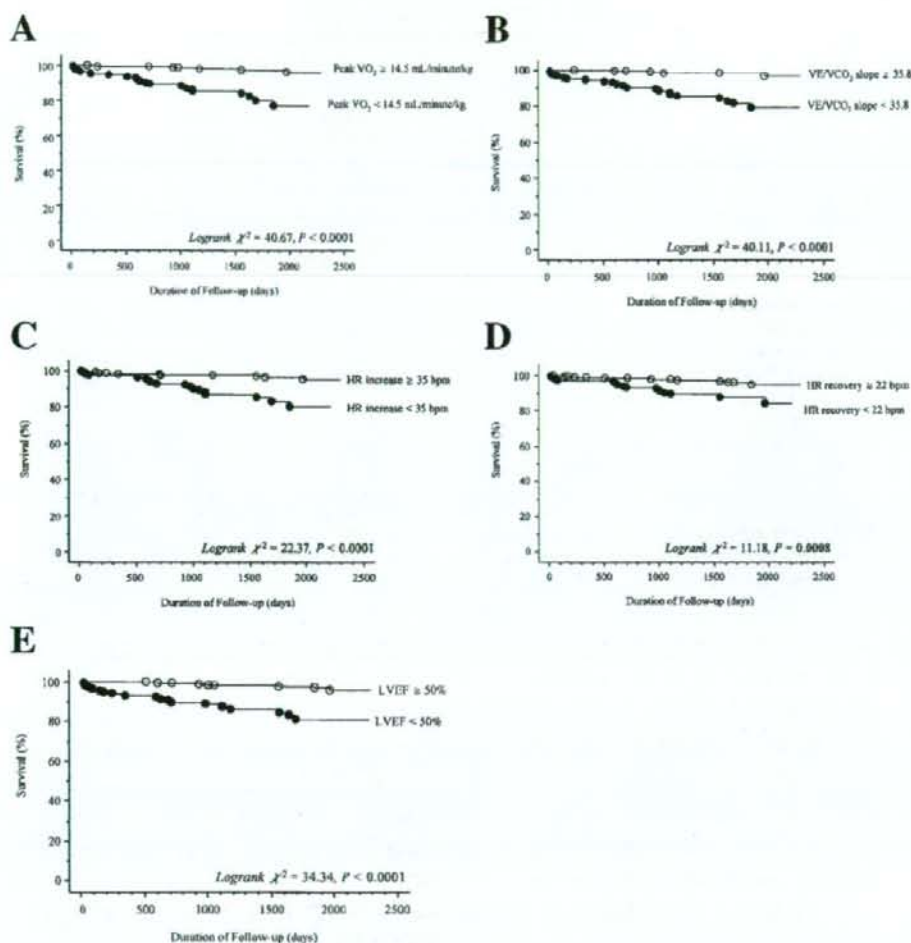 A
100
80
60
40
20
0
Survival (%)
Peak VO2 ≥ 14.5 mL/minute/kg
Peak VO2 < 14.5 mL/minute/kg
Logrank χ2 = 40.67, P < 0.0001
0 500 1000 1500 2000 2500
Duration of Follow-up (days)
B
100
80
60
40
20
0
Survival (%)
VE/VCO2 slope ≥ 35.8
VE/VCO2 slope < 35.8
Logrank χ2 = 40.11, P < 0.0001
0 500 1000 1500 2000 2500
Duration of Follow-up (days)
C
100
80
60
40
20
0
Survival (%)
HR increase ≥ 35 bpm
HR increase < 35 bpm
Logrank χ2 = 22.37, P < 0.0001
0 500 1000 1500 2000 2500
Duration of Follow-up (days)
D
100
80
60
40
20
0
Survival (%)
HR recovery ≥ 22 bpm
HR recovery < 22 bpm
Logrank χ2 = 11.18, P = 0.0008
0 500 1000 1500 2000 2500
Duration of Follow-up (days)
E
100
80
60
40
20
0
Survival (%)
LVEF ≥ 50%
LVEF < 50%
Logrank χ2 = 34.34, P < 0.0001
0 500 1000 1500 2000 2500
Duration of Follow-up (days)